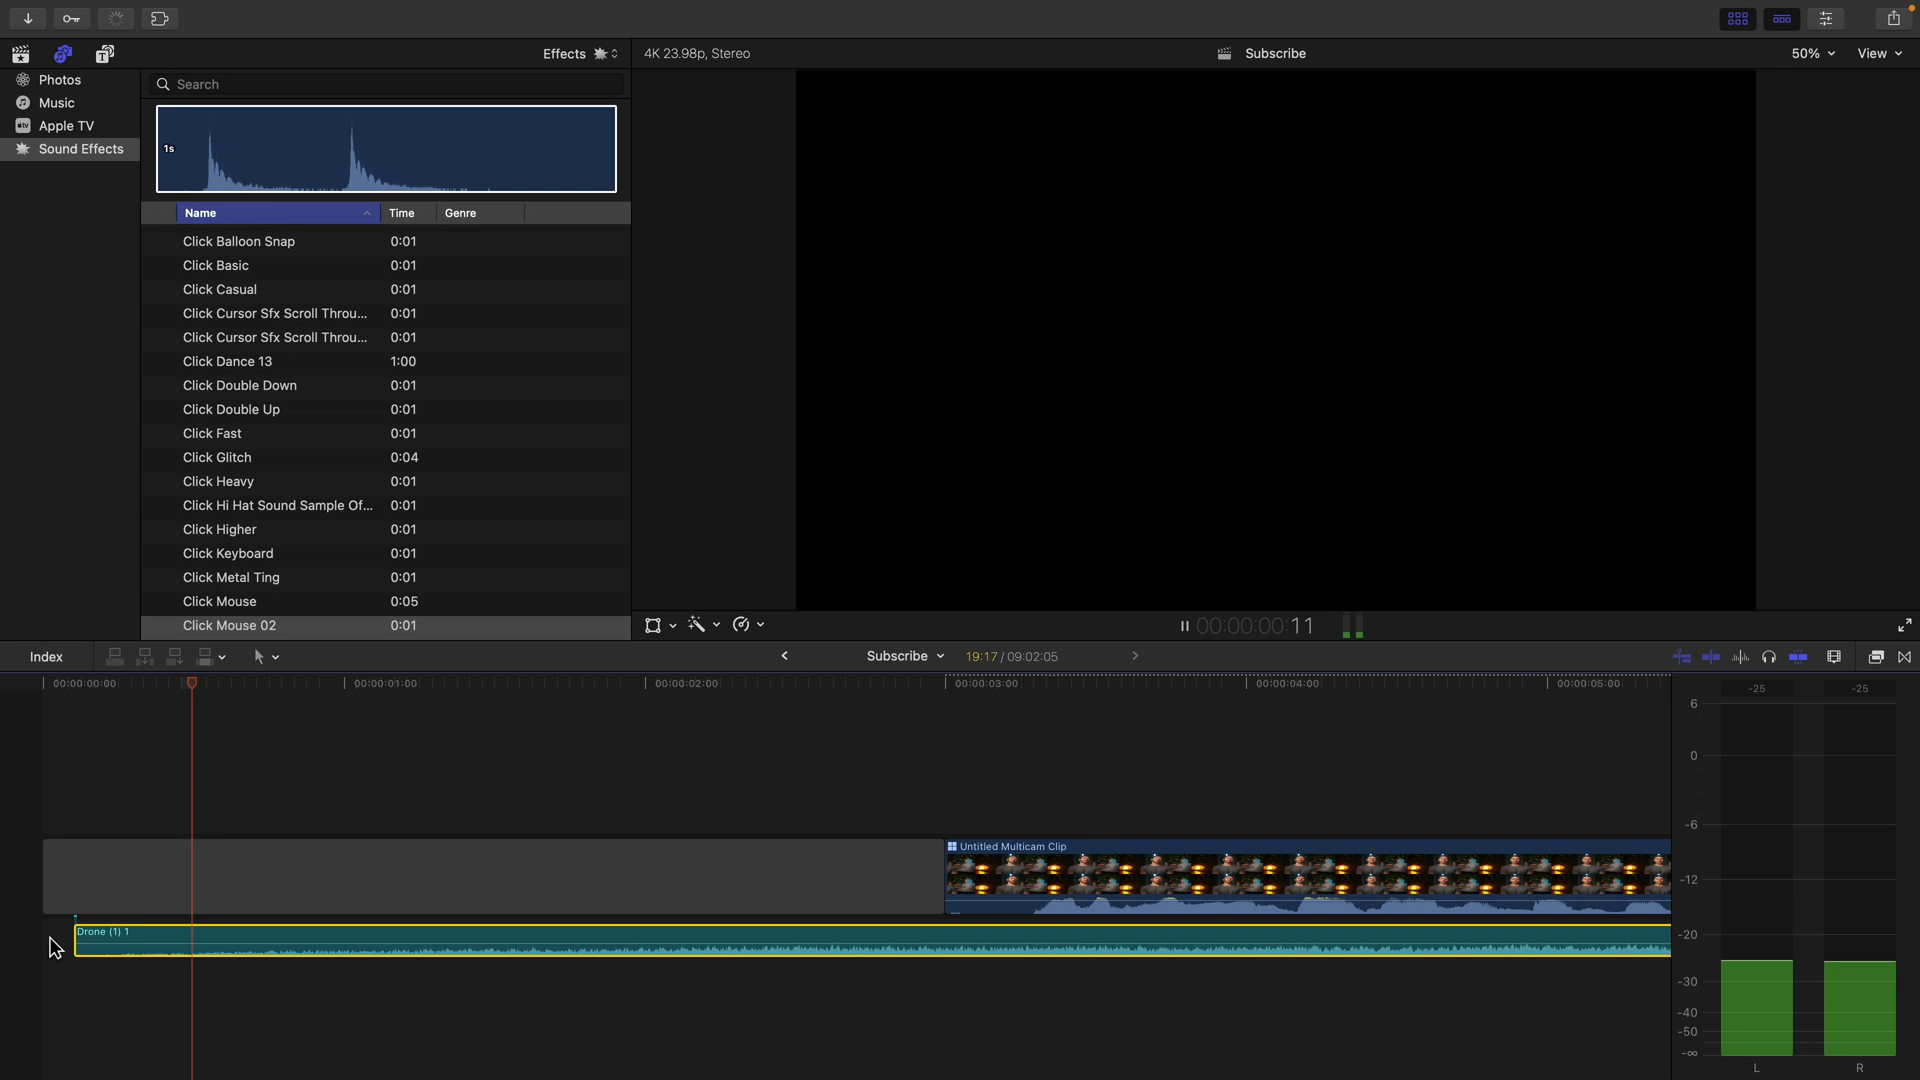 Effects
4K 23.98p, Stereo
Subscribe
50%
View
Photos
Music
Apple TV
Sound Effects
Search
1s
Name Time Genre
Click Balloon Snap 0:01
Click Basic 0:01
Click Casual 0:01
Click Cursor Sfx Scroll Throu... 0:01
Click Cursor Sfx Scroll Throu... 0:01
Click Dance 13 1:00
Click Double Down 0:01
Click Double Up 0:01
Click Fast 0:01
Click Glitch 0:04
Click Heavy 0:01
Click Hi Hat Sound Sample Of... 0:01
Click Higher 0:01
Click Keyboard 0:01
Click Metal Ting 0:01
Click Mouse 0:05
Click Mouse 02 0:01
00:00:00:11
Index
Subscribe
19:17 / 09:02:05
00:00:00:00 00:00:01:00 00:00:02:00 00:00:03:00 00:00:04:00 00:00:05:00
-25 -25
6
0
-6
-12
-20
-30
-40
-50
-∞
L R
Untitled Multicam Clip
Drone (1) 1